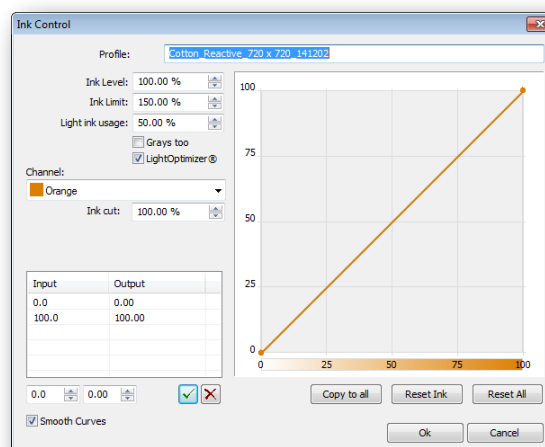 Ink Control
Profile: Cotton_Reactive_720 x 720_141202
Ink Level: 100.00 %
Ink Limit: 150.00 %
Light ink usage: 50.00 %
Grays too
LightOptimizer®
Channel:
Orange
Ink cut: 100.00 %
Input Output
0.0 0.00
100.0 100.00
0.0 0.00
Smooth Curves
100
75
50
25
0
0 25 50 75 100
Copy to all Reset Ink Reset All
Ok Cancel